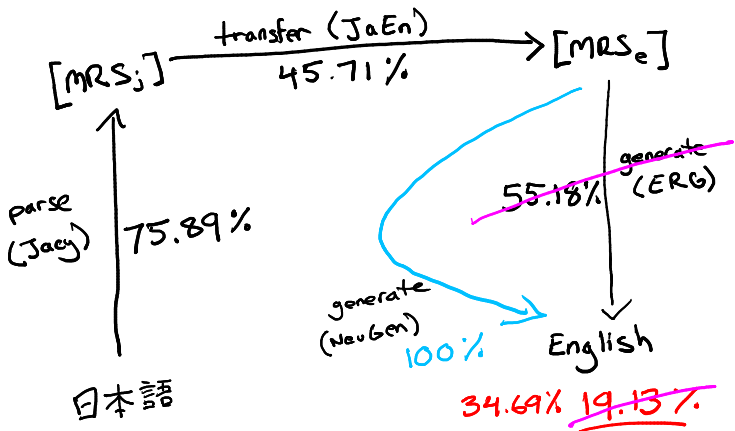 transfer (JaEn)
[MRSj]
45.71%
[MRSe]
generate
(ERG)
55.18%
parse
(Jacy)
75.89%
generate
(NeuGen)
100%
English
日本語
34.69% 19.13%